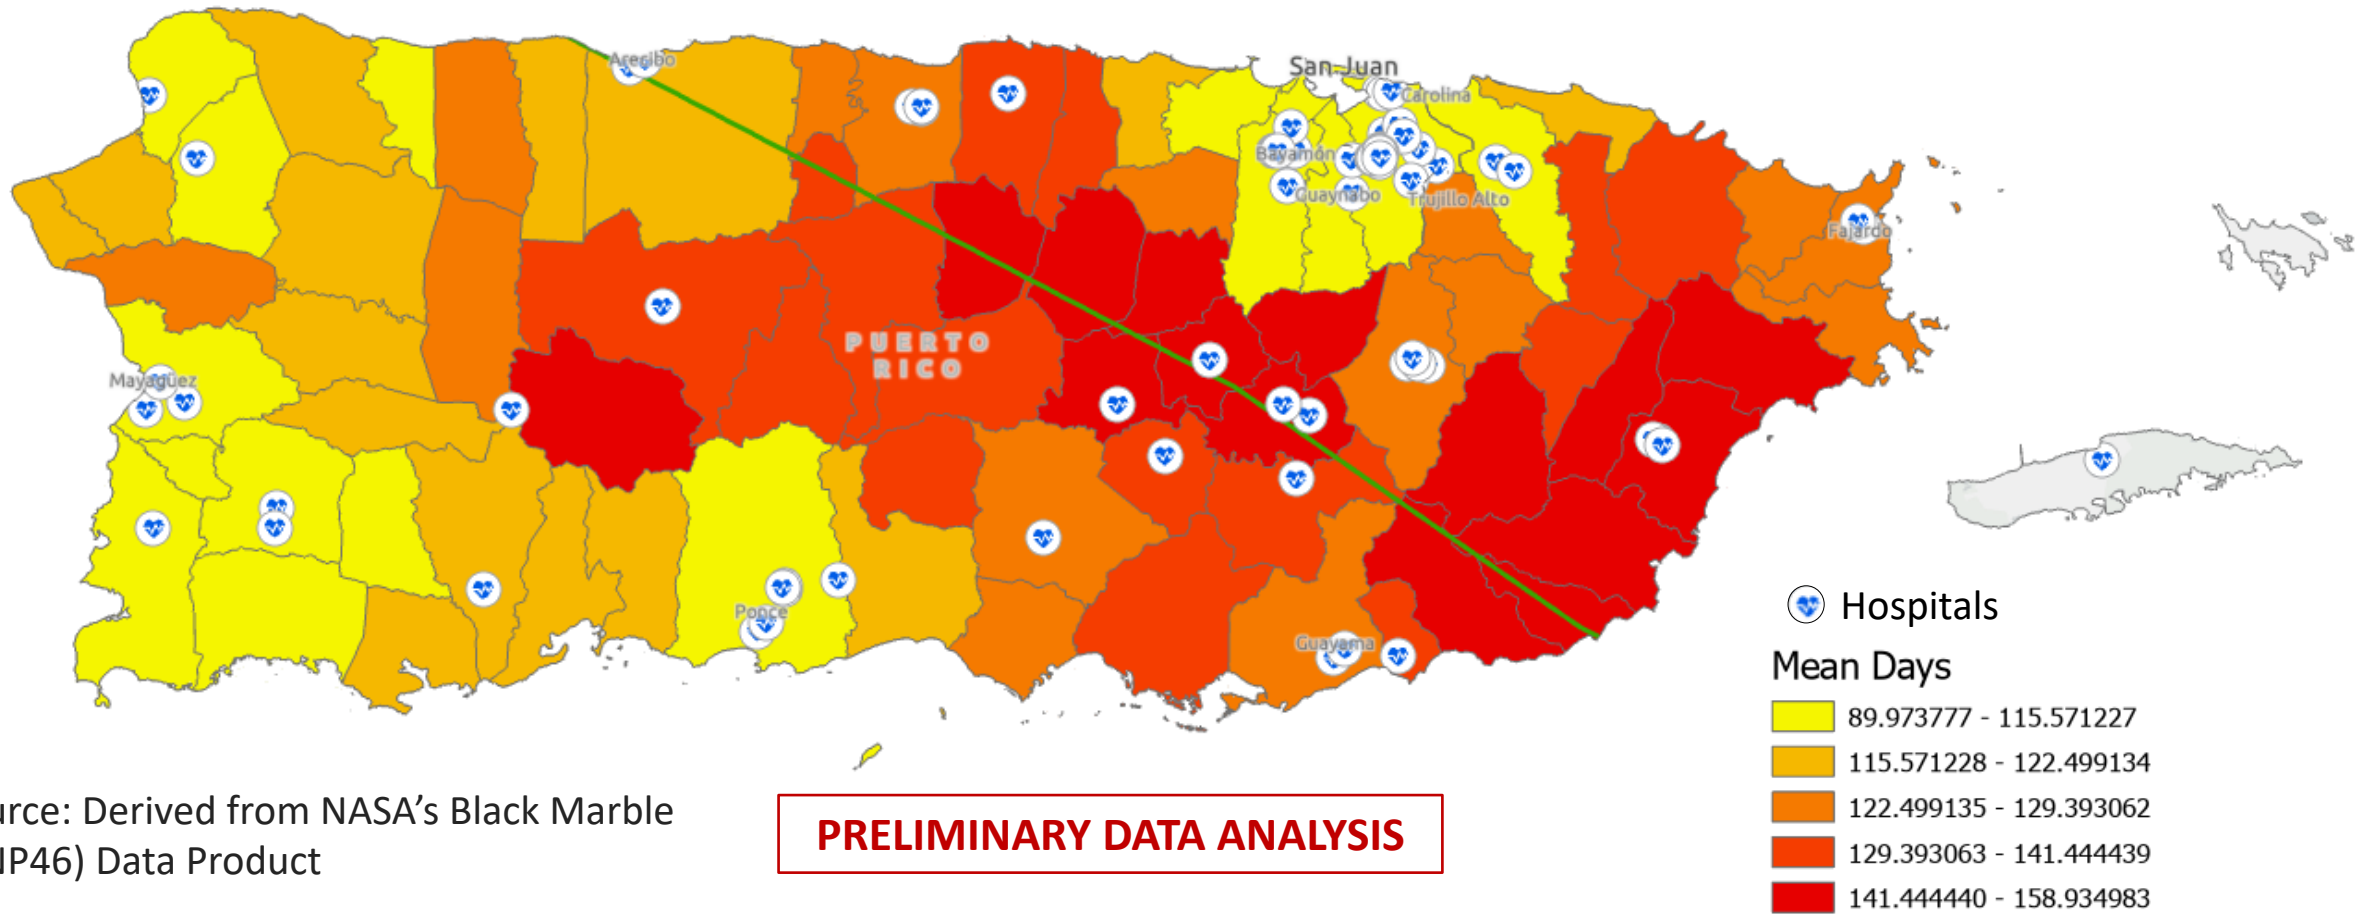 San Juan
Arecibo
Carolina
Bayamón
Guaynabo
Trujillo Alto
Fajardo
PUERTO
RICO
Mayagüez
Ponce
Guayama
Hospitals
Mean Days
89.973777 - 115.571227
115.571228 - 122.499134
122.499135 - 129.393062
129.393063 - 141.444439
141.444440 - 158.934983
urce: Derived from NASA's Black Marble
NP46) Data Product
PRELIMINARY DATA ANALYSIS